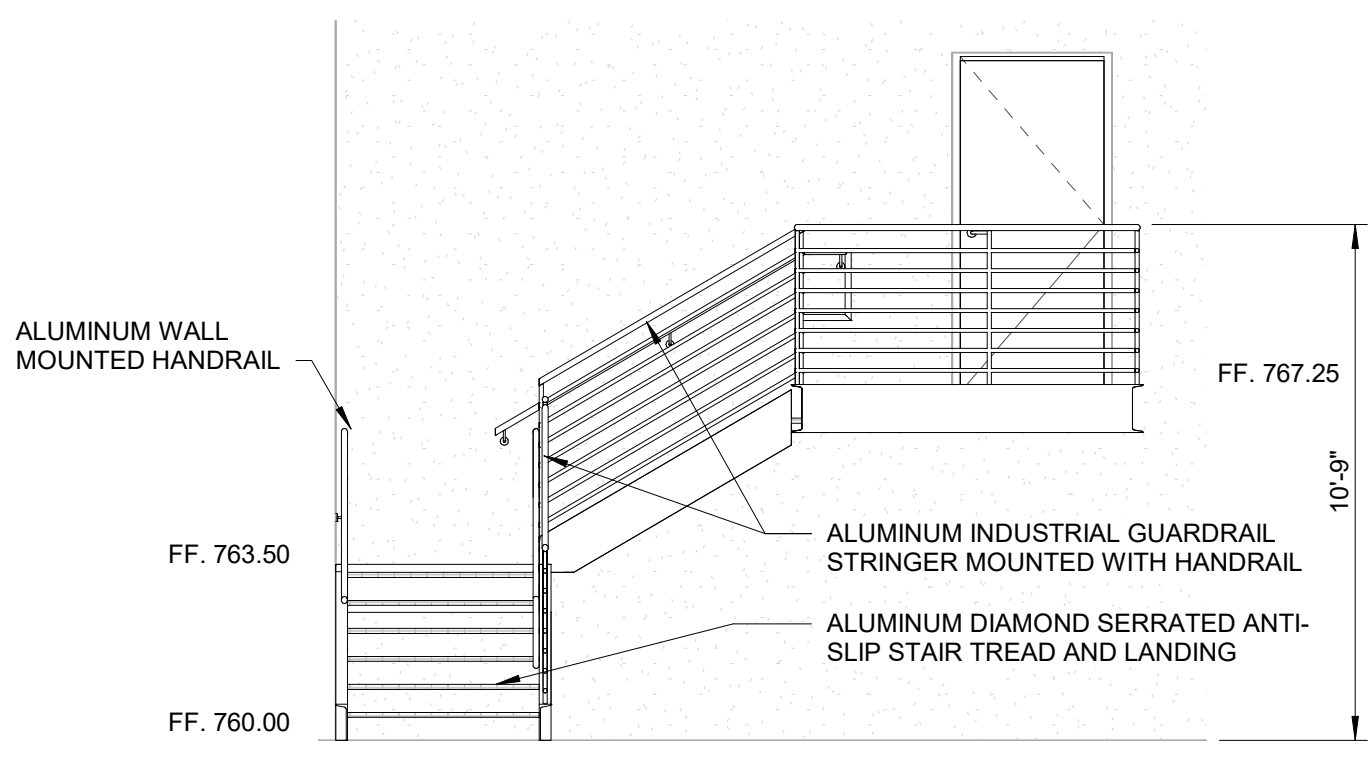 ALUMINUM WALL
MOUNTED HANDRAIL
FF. 767.25
10'-9"
FF. 763.50
ALUMINUM INDUSTRIAL GUARDRAIL
STRINGER MOUNTED WITH HANDRAIL
ALUMINUM DIAMOND SERRATED ANTI-
SLIP STAIR TREAD AND LANDING
FF. 760.00